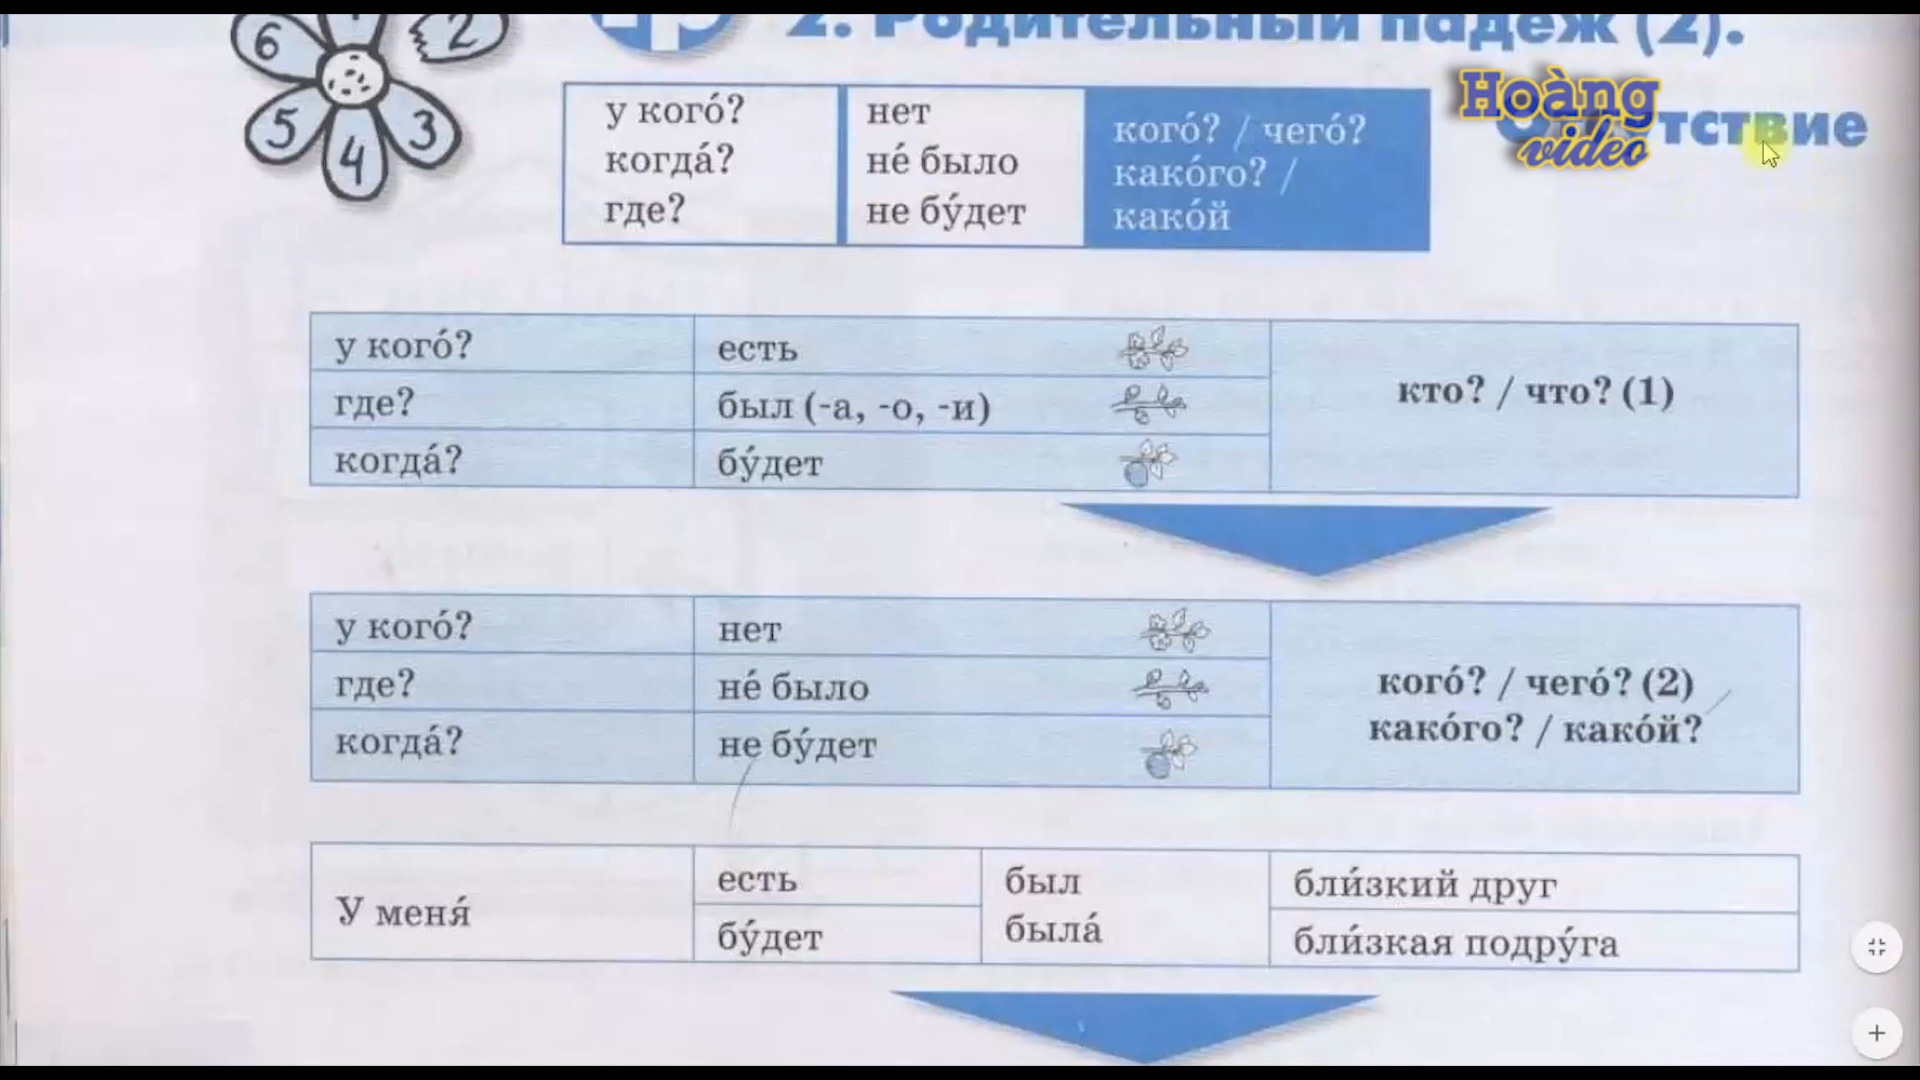 6
2
5
3
4
2. Родительный падеж (2).
Hoàng
video
у кого́?
когда́?
где?
нет
не́ было
не бу́дет
кого́? / чего́?
како́го? /
како́й
у кого́?
есть
где?
был (-а, -о, -и)
когда́?
бу́дет
кто? / что? (1)
у кого́?
нет
где?
не́ было
когда́?
не бу́дет
кого́? / чего́? (2)
како́го? / како́й?
У меня́
есть
бу́дет
был
была́
бли́зкий друг
бли́зкая подру́га